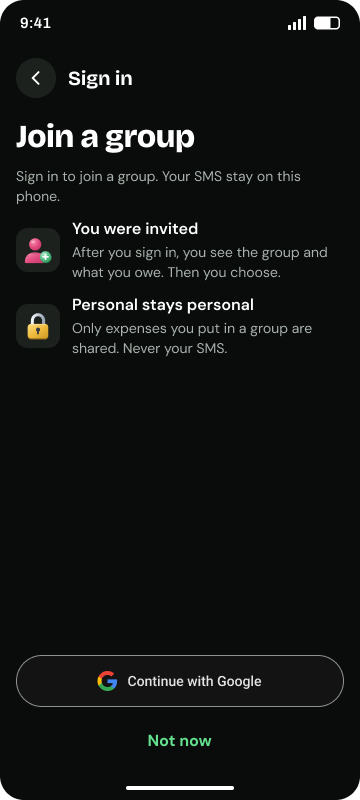 9:41
Sign in
Join a group
Sign in to join a group. Your SMS stay on this
phone.
You were invited
After you sign in, you see the group and
what you owe. Then you choose.
Personal stays personal
Only expenses you put in a group are
shared. Never your SMS.
Continue with Google
Not now